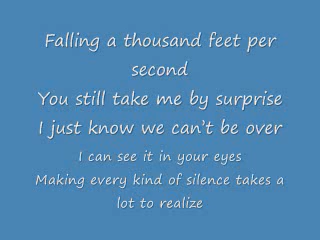 Falling a thousand feet per
second
You still take me by surprise
I just know we can't be over
I can see it in your eyes
Making every kind of silence takes a
lot to realize